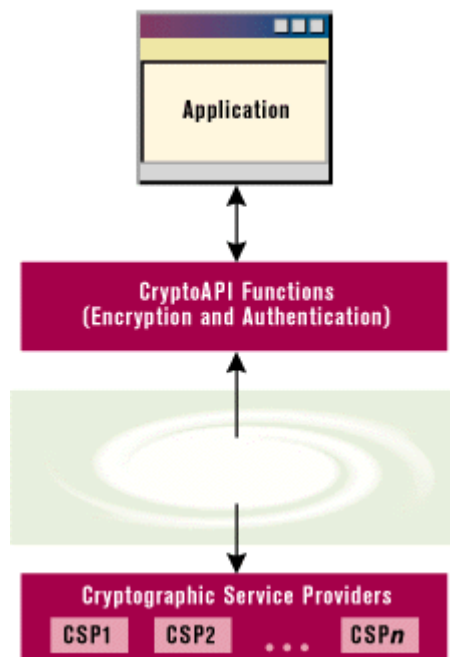 Application
CryptoAPI Functions
(Encryption and Authentication)
Cryptographic Service Providers
CSP1 CSP2 ... CSPn